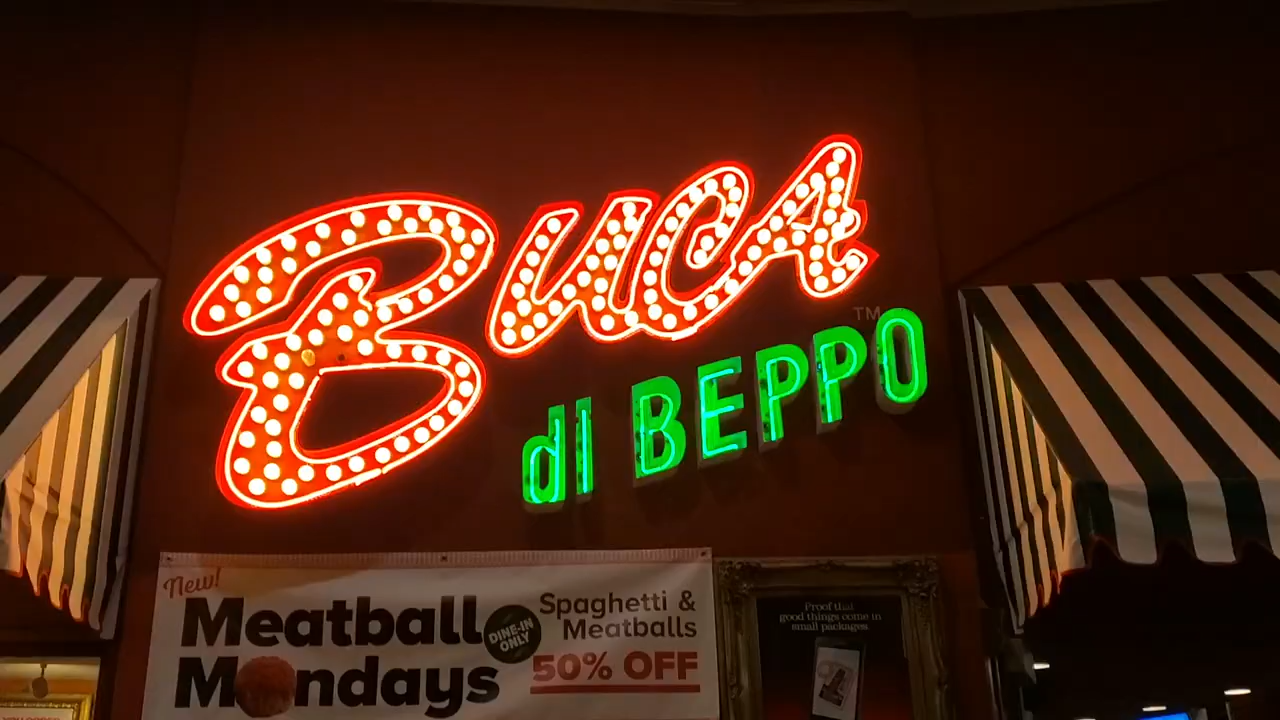 BUCA
TM
dI BEPPO
New!
Meatball
Mondays
DINE-IN
ONLY
Spaghetti &
Meatballs
50% OFF
Proof that
good things come in
small packages.